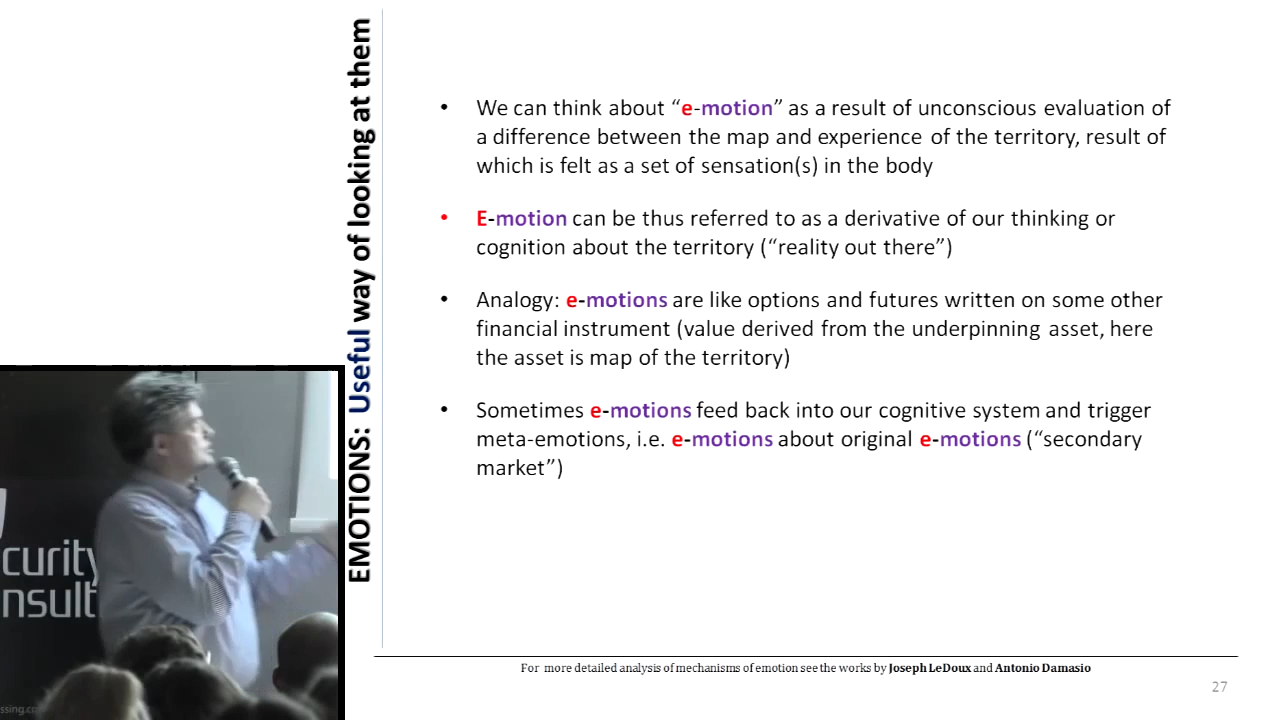 EMOTIONS: Useful way of looking at them
• We can think about “e-motion” as a result of unconscious evaluation of
a difference between the map and experience of the territory, result of
which is felt as a set of sensation(s) in the body
• E-motion can be thus referred to as a derivative of our thinking or
cognition about the territory (“reality out there”)
• Analogy: e-motions are like options and futures written on some other
financial instrument (value derived from the underpinning asset, here
the asset is map of the territory)
• Sometimes e-motions feed back into our cognitive system and trigger
meta-emotions, i.e. e-motions about original e-motions (“secondary
market”)
For more detailed analysis of mechanisms of emotion see the works by Joseph LeDoux and Antonio Damasio
27
curity
nsult
ssing.co